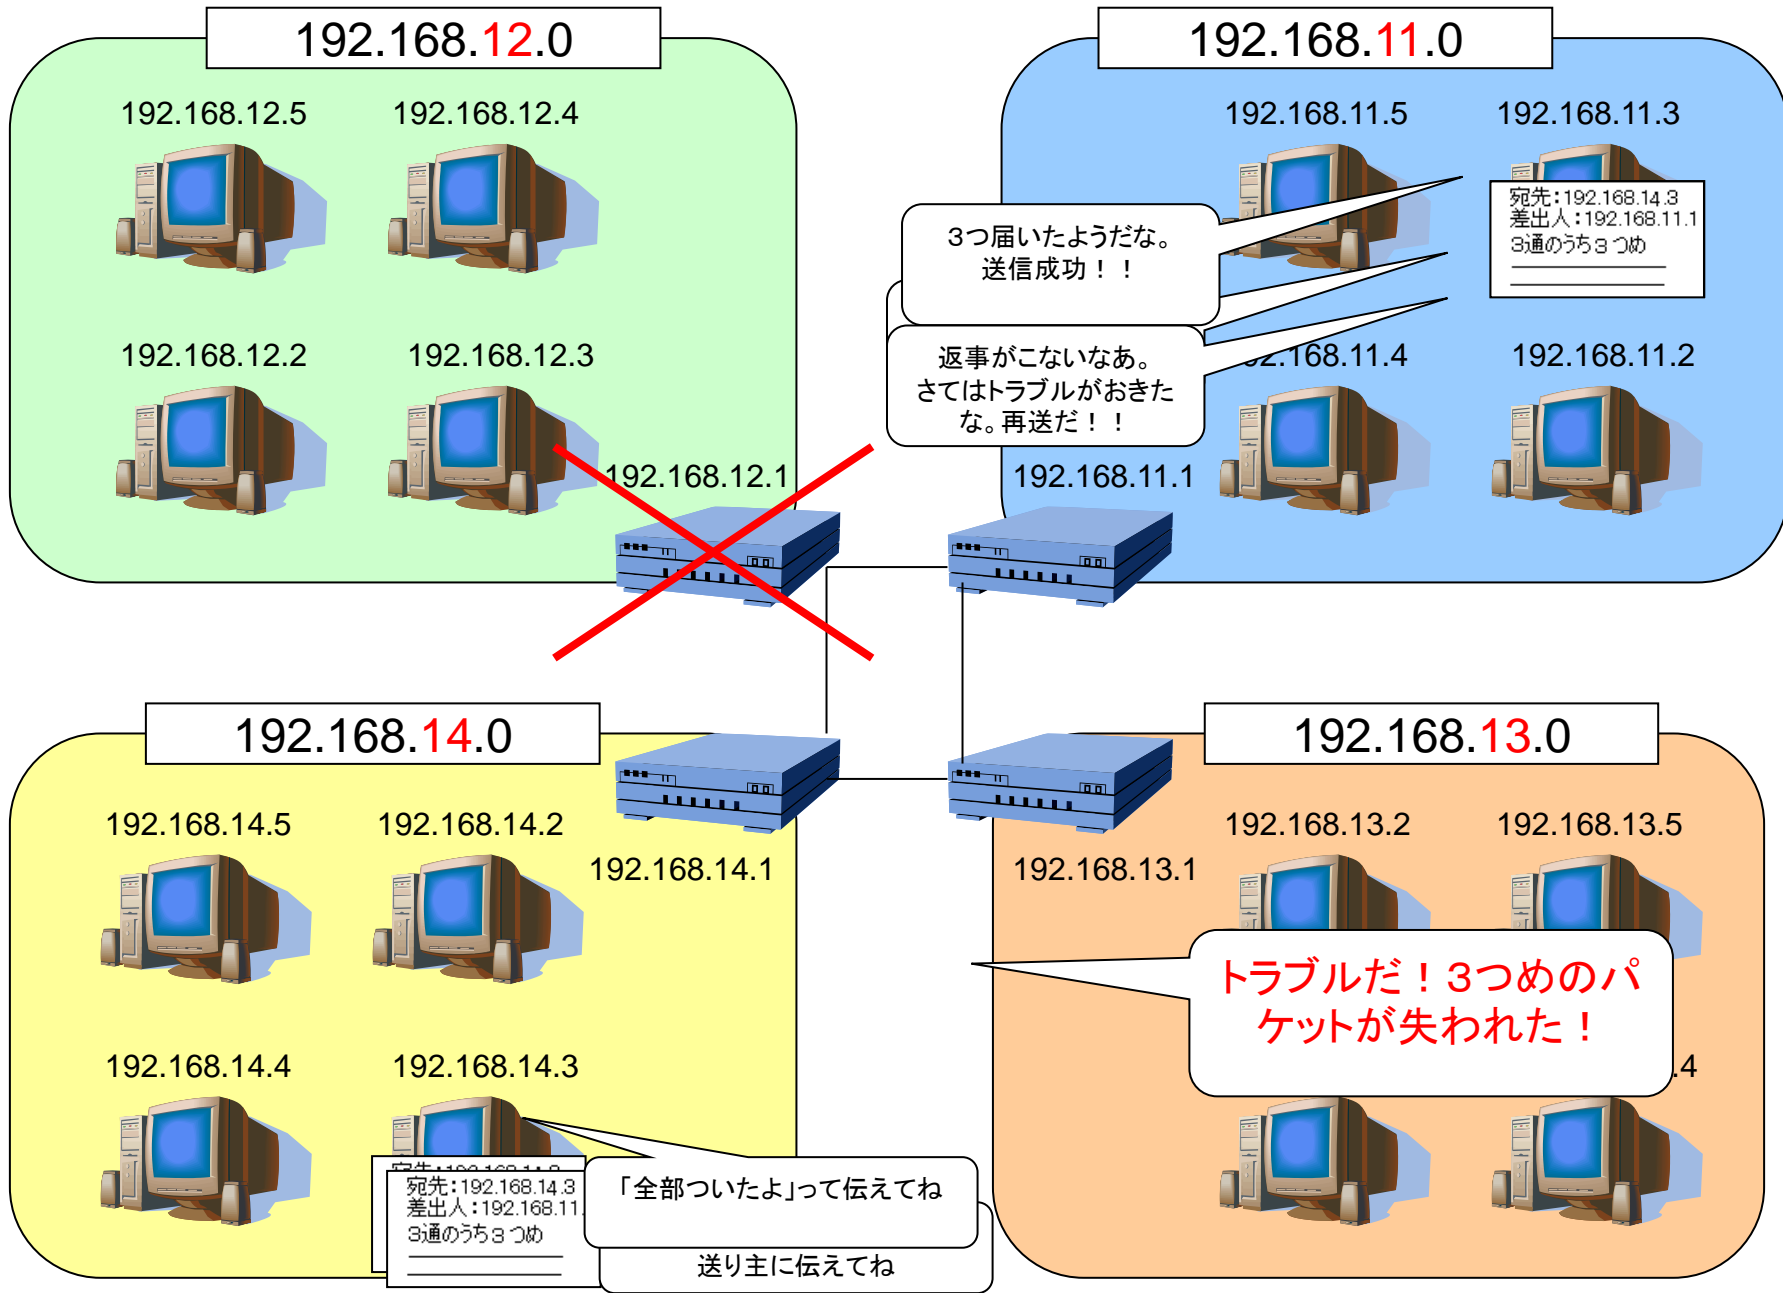 192.168.12.0
192.168.12.5
192.168.12.4
192.168.12.2
192.168.12.3
192.168.12.1
192.168.11.0
192.168.11.5
192.168.11.3
宛先:192.168.14.3
差出人:192.168.11.1
3通のうち3つめ
3つ届いたようだな。
送信成功！！
返事がこないなあ。
さてはトラブルがおきた
な。再送だ！！
192.168.11.4
192.168.11.2
192.168.11.1
192.168.14.0
192.168.14.5
192.168.14.2
192.168.14.1
192.168.14.4
192.168.14.3
宛先:192.168.14.3
差出人:192.168.11.
3通のうち3つめ
「全部ついたよ」って伝えてね
送り主に伝えてね
192.168.13.0
192.168.13.2
192.168.13.5
192.168.13.1
トラブルだ！3つめのパ
ケットが失われた！
.4